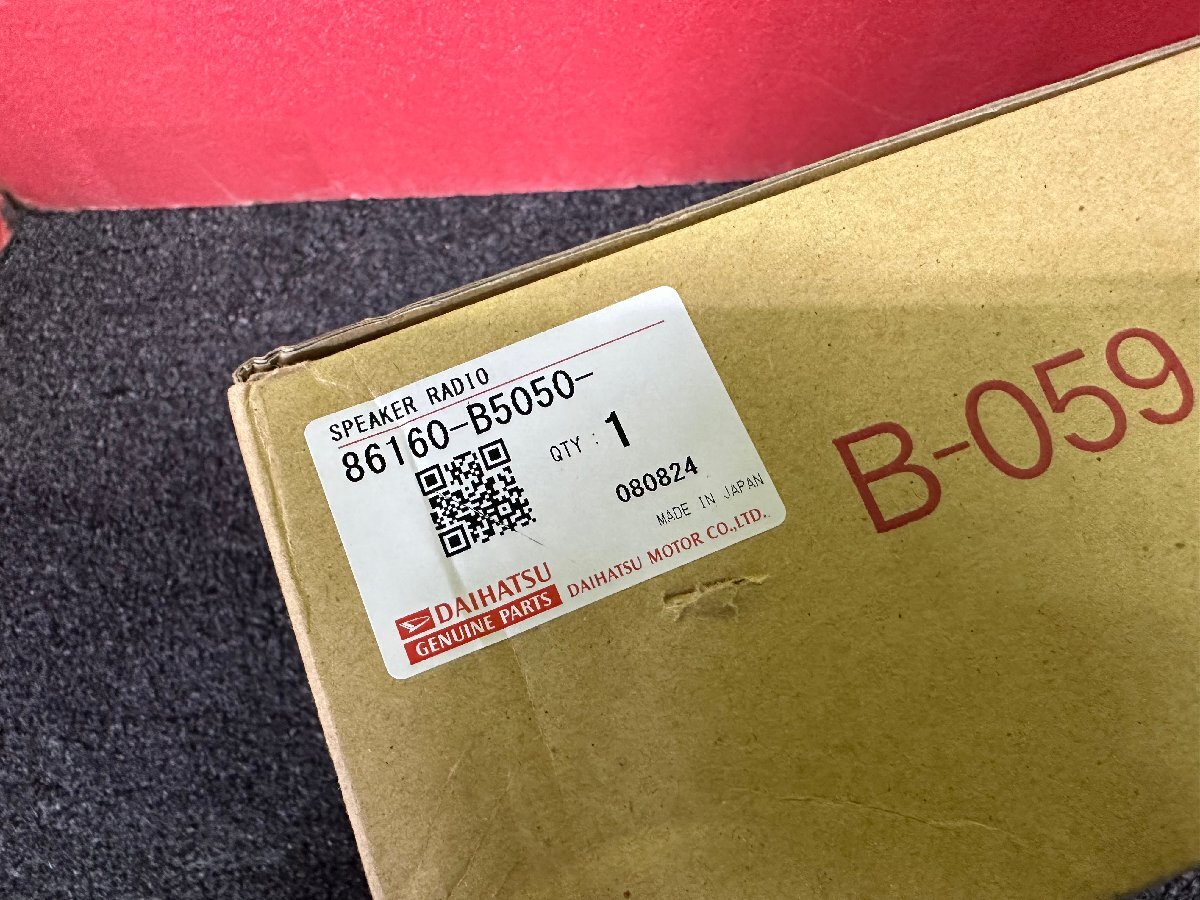 SPEAKER RADIO
86160-B5050-
QTY : 1
080824
MADE IN JAPAN
DAIHATSU
GENUINE PARTS
DAIHATSU MOTOR CO.,LTD.
B-059